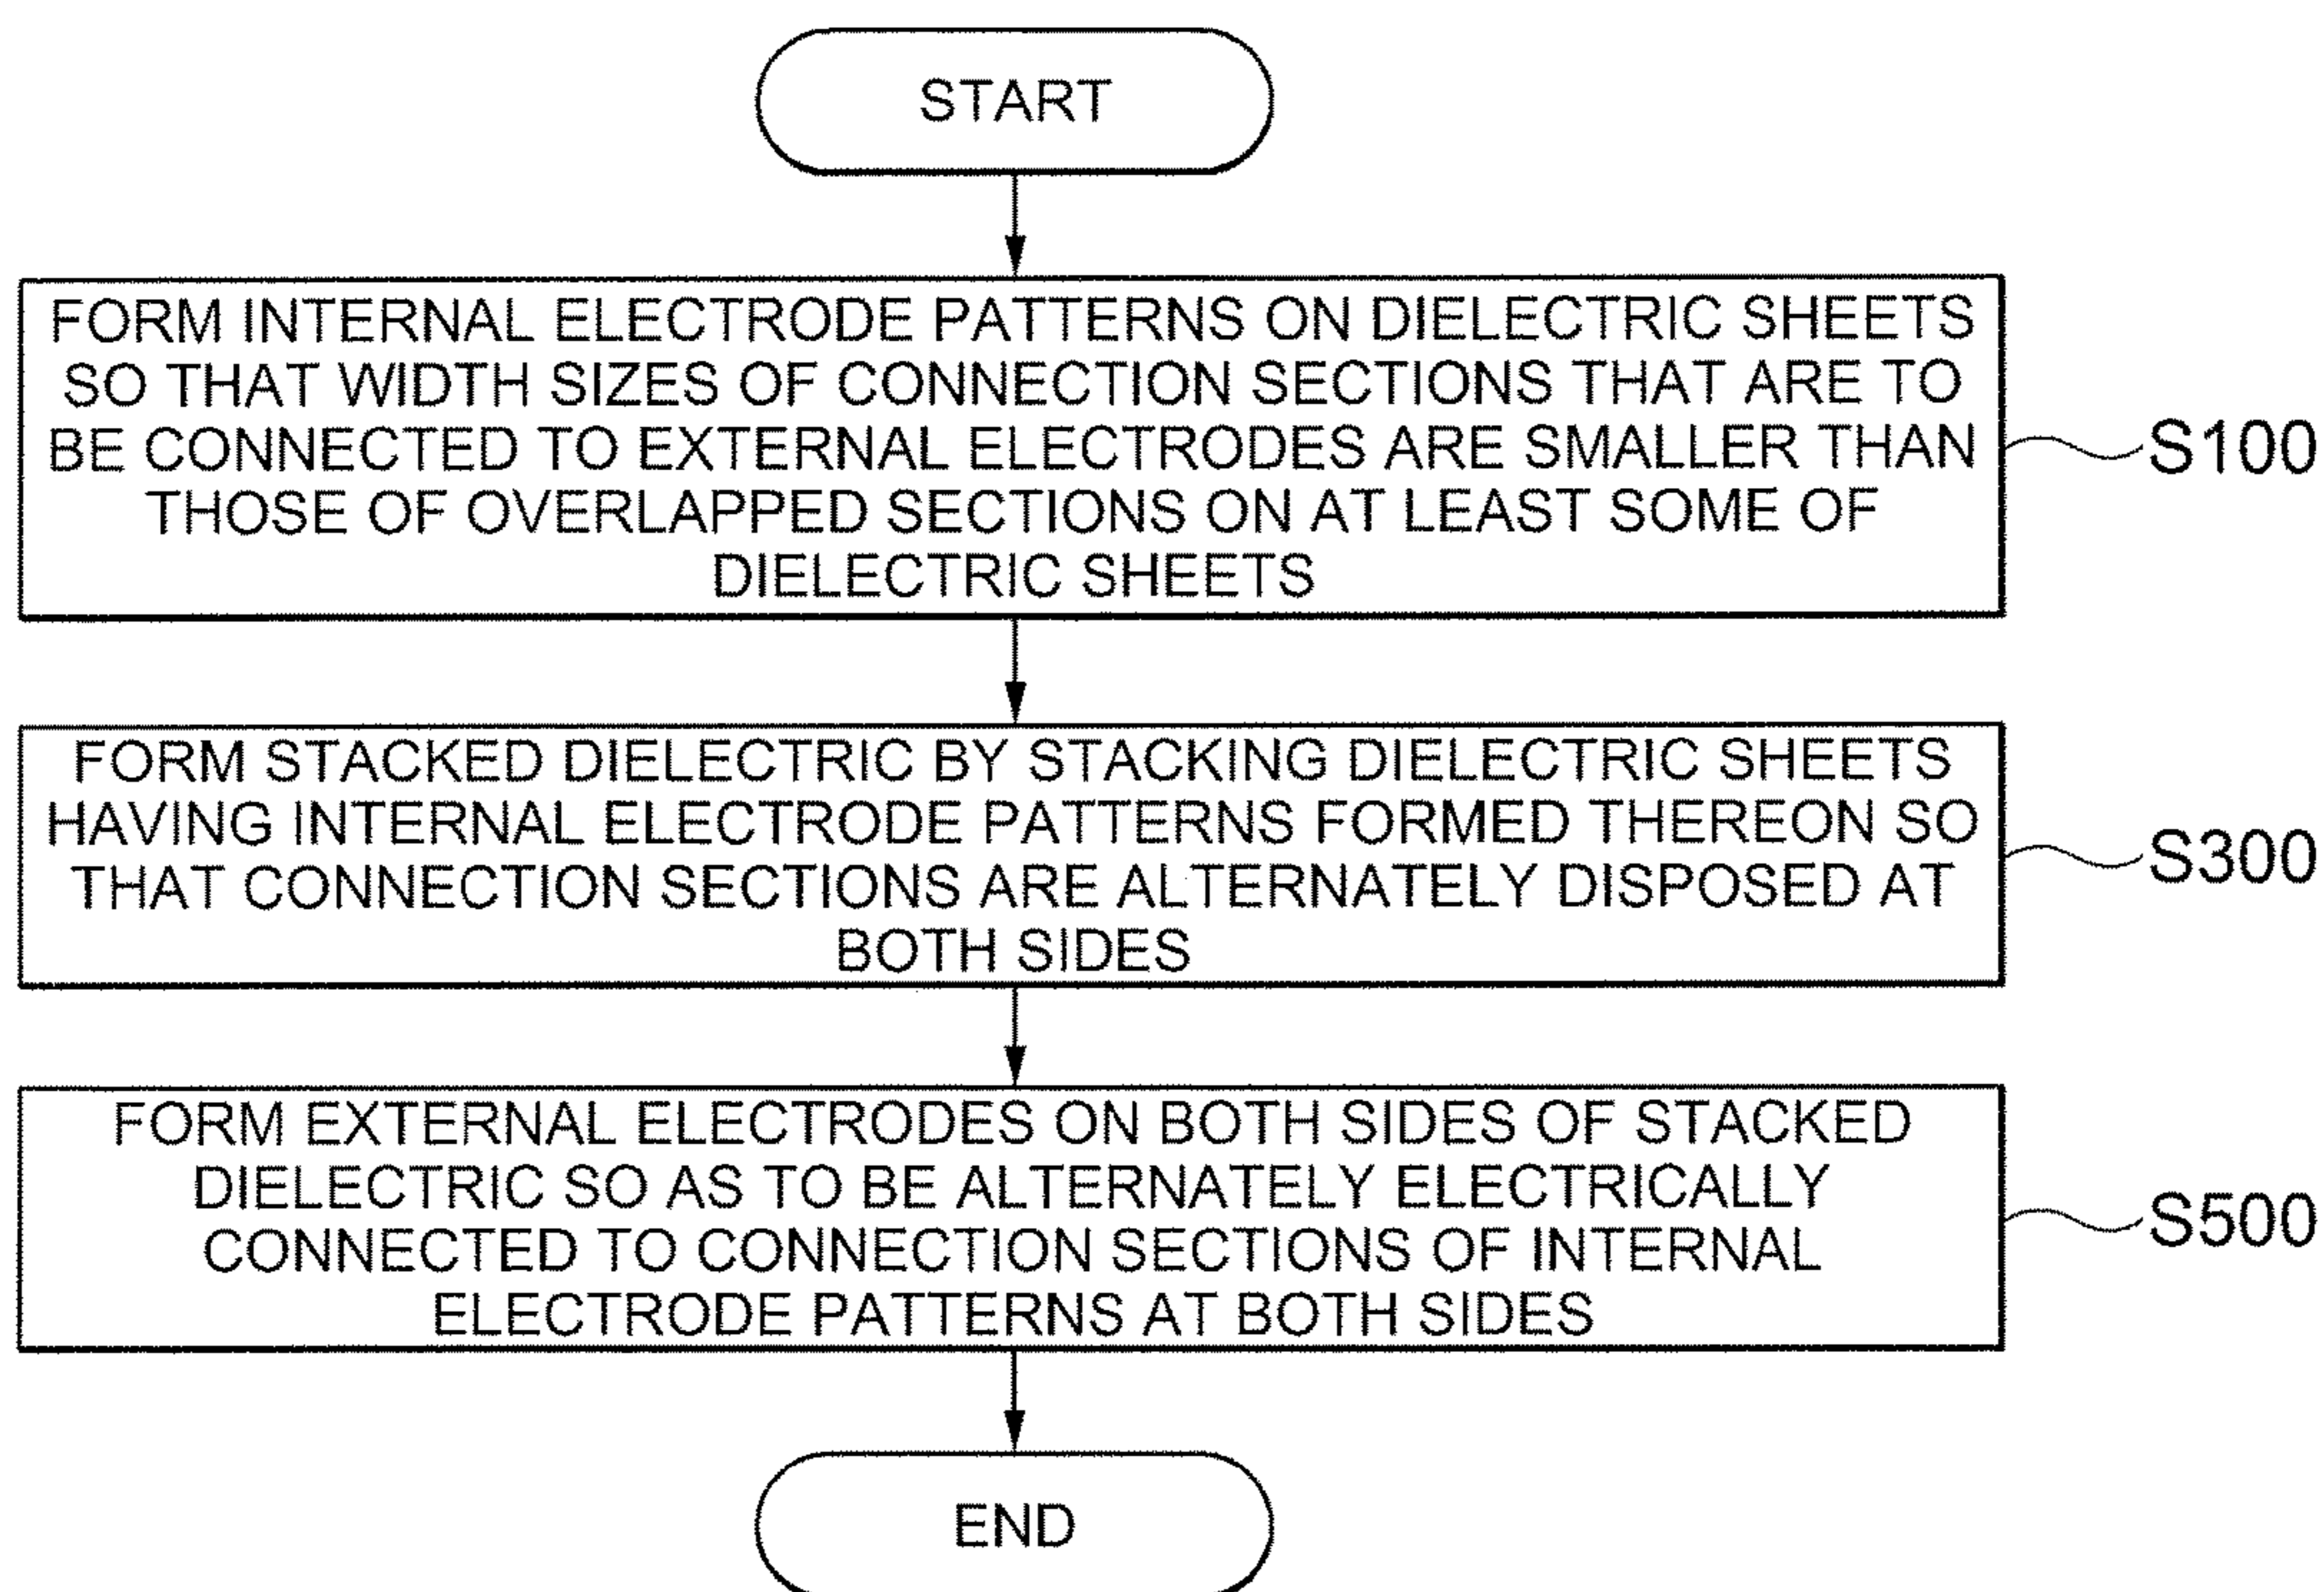 START
FORM INTERNAL ELECTRODE PATTERNS ON DIELECTRIC SHEETS
SO THAT WIDTH SIZES OF CONNECTION SECTIONS THAT ARE TO
BE CONNECTED TO EXTERNAL ELECTRODES ARE SMALLER THAN
THOSE OF OVERLAPPED SECTIONS ON AT LEAST SOME OF
DIELECTRIC SHEETS
S100
FORM STACKED DIELECTRIC BY STACKING DIELECTRIC SHEETS
HAVING INTERNAL ELECTRODE PATTERNS FORMED THEREON SO
THAT CONNECTION SECTIONS ARE ALTERNATELY DISPOSED AT
BOTH SIDES
S300
FORM EXTERNAL ELECTRODES ON BOTH SIDES OF STACKED
DIELECTRIC SO AS TO BE ALTERNATELY ELECTRICALLY
CONNECTED TO CONNECTION SECTIONS OF INTERNAL
ELECTRODE PATTERNS AT BOTH SIDES
S500
END